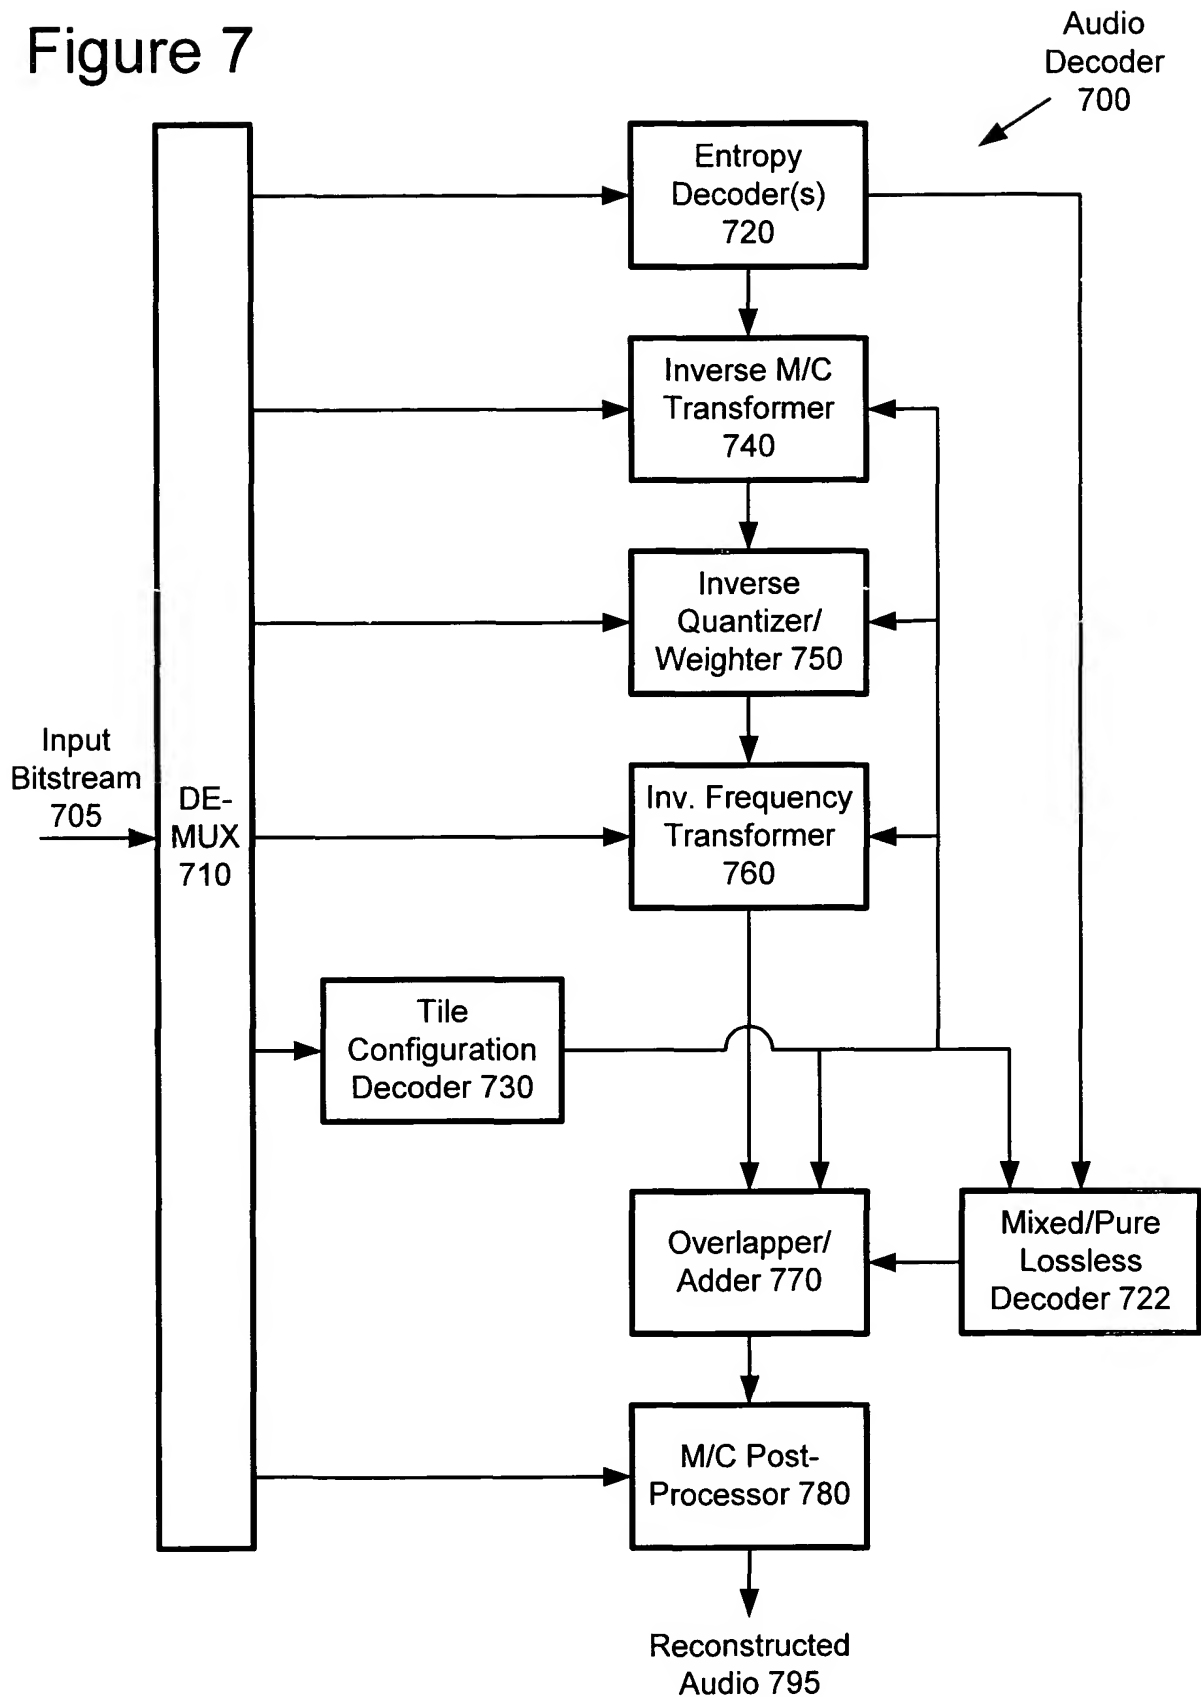 Figure 7
Audio
Decoder
700
Entropy
Decoder(s)
720
Inverse M/C
Transformer
740
Inverse
Quantizer/
Weighter 750
Input
Bitstream
705
DE-
MUX
710
Inv. Frequency
Transformer
760
Tile
Configuration
Decoder 730
Overlapper/
Adder 770
Mixed/Pure
Lossless
Decoder 722
M/C Post-
Processor 780
Reconstructed
Audio 795